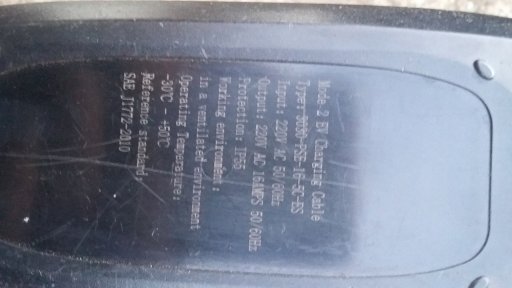 Mode 2 EV Charging Cable
Input: 220V AC 50/60Hz
Output: 220V AC 16AMPS 50/60Hz
Protection: IP55
Working environment:
in a ventilated environment
Operating Temperature:
-30℃ - +50℃
Reference standard
SAE J1772-2010